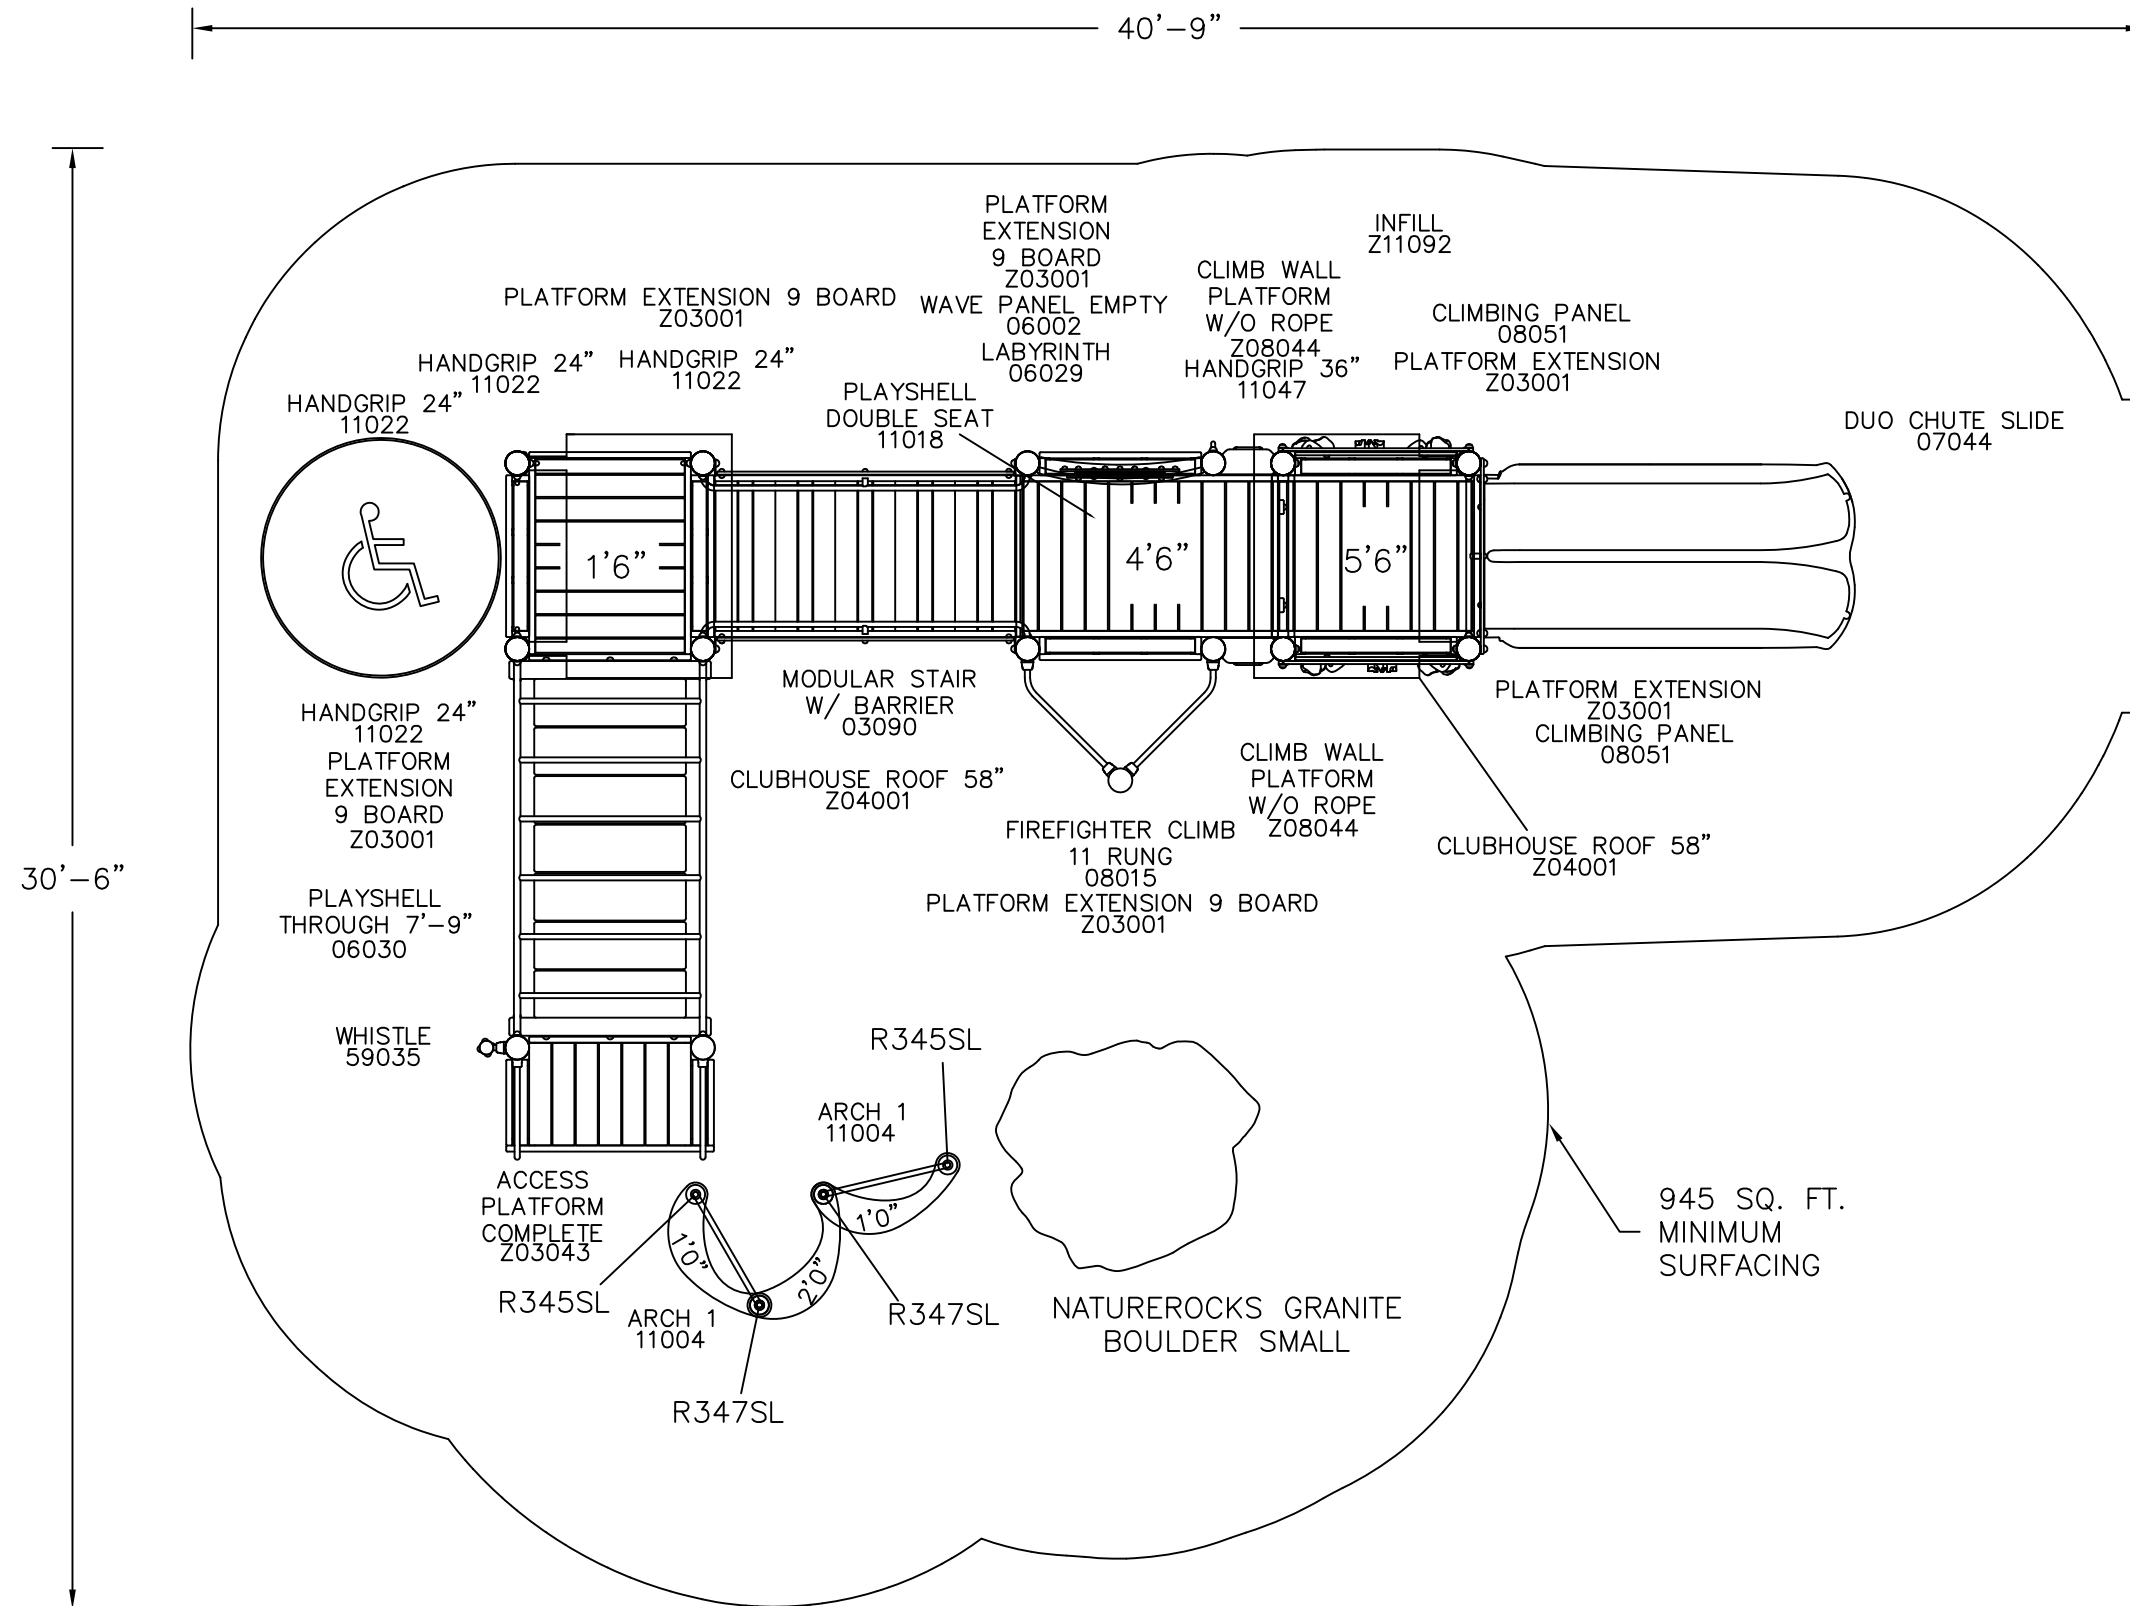 40'-9"
PLATFORM
EXTENSION
9 BOARD
Z03001
WAVE PANEL EMPTY
06002
LABYRINTH
06029
INFILL
Z11092
CLIMB WALL
PLATFORM
W/O ROPE
Z08044
HANDGRIP 36"
11047
PLATFORM EXTENSION 9 BOARD
Z03001
CLIMBING PANEL
08051
PLATFORM EXTENSION
Z03001
HANDGRIP 24"
11022
HANDGRIP 24"
11022
HANDGRIP 24"
11022
PLAYSHELL
DOUBLE SEAT
11018
DUO CHUTE SLIDE
07044
1'6"
4'6"
5'6"
HANDGRIP 24"
11022
PLATFORM
EXTENSION
9 BOARD
Z03001
MODULAR STAIR
W/ BARRIER
03090
CLUBHOUSE ROOF 58"
Z04001
PLATFORM EXTENSION
Z03001
CLIMBING PANEL
08051
CLIMB WALL
PLATFORM
W/O ROPE
Z08044
FIREFIGHTER CLIMB
11 RUNG
08015
PLATFORM EXTENSION 9 BOARD
Z03001
CLUBHOUSE ROOF 58"
Z04001
30'-6"
PLAYSHELL
THROUGH 7'-9"
06030
WHISTLE
59035
R345SL
ARCH 1
11004
ACCESS
PLATFORM
COMPLETE
Z03043
1'0"
1'0"
2'0"
R345SL
ARCH 1
11004
R347SL
R347SL
NATUREROCKS GRANITE
BOULDER SMALL
945 SQ. FT.
MINIMUM
SURFACING